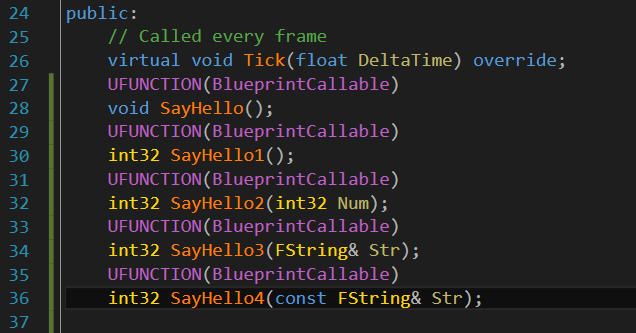 24 public:
25     // Called every frame
26     virtual void Tick(float DeltaTime) override;
27     UFUNCTION(BlueprintCallable)
28     void SayHello();
29     UFUNCTION(BlueprintCallable)
30     int32 SayHello1();
31     UFUNCTION(BlueprintCallable)
32     int32 SayHello2(int32 Num);
33     UFUNCTION(BlueprintCallable)
34     int32 SayHello3(FString& Str);
35     UFUNCTION(BlueprintCallable)
36     int32 SayHello4(const FString& Str);
37